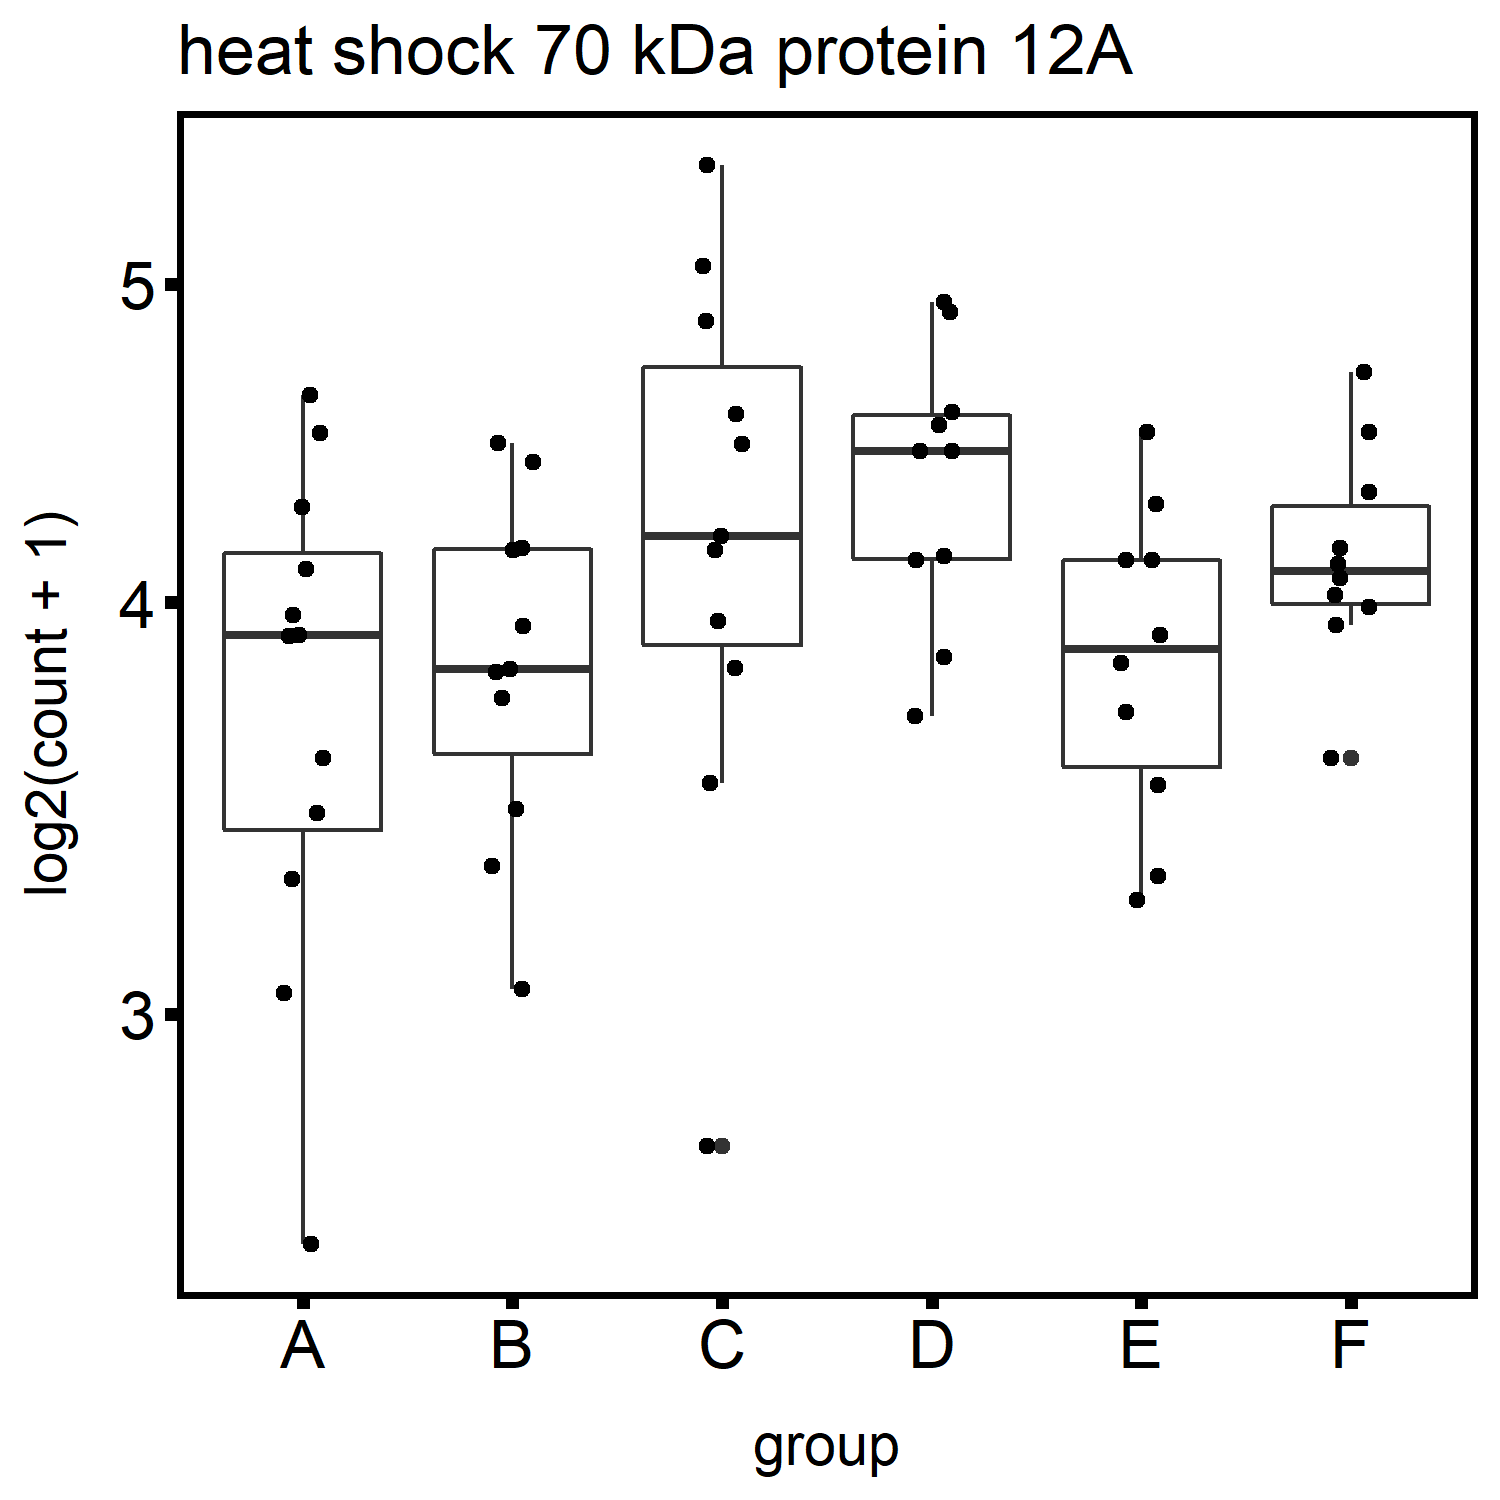 heat shock 70 kDa protein 12A
log2(count + 1)
5
4
3
A B C D E F
group